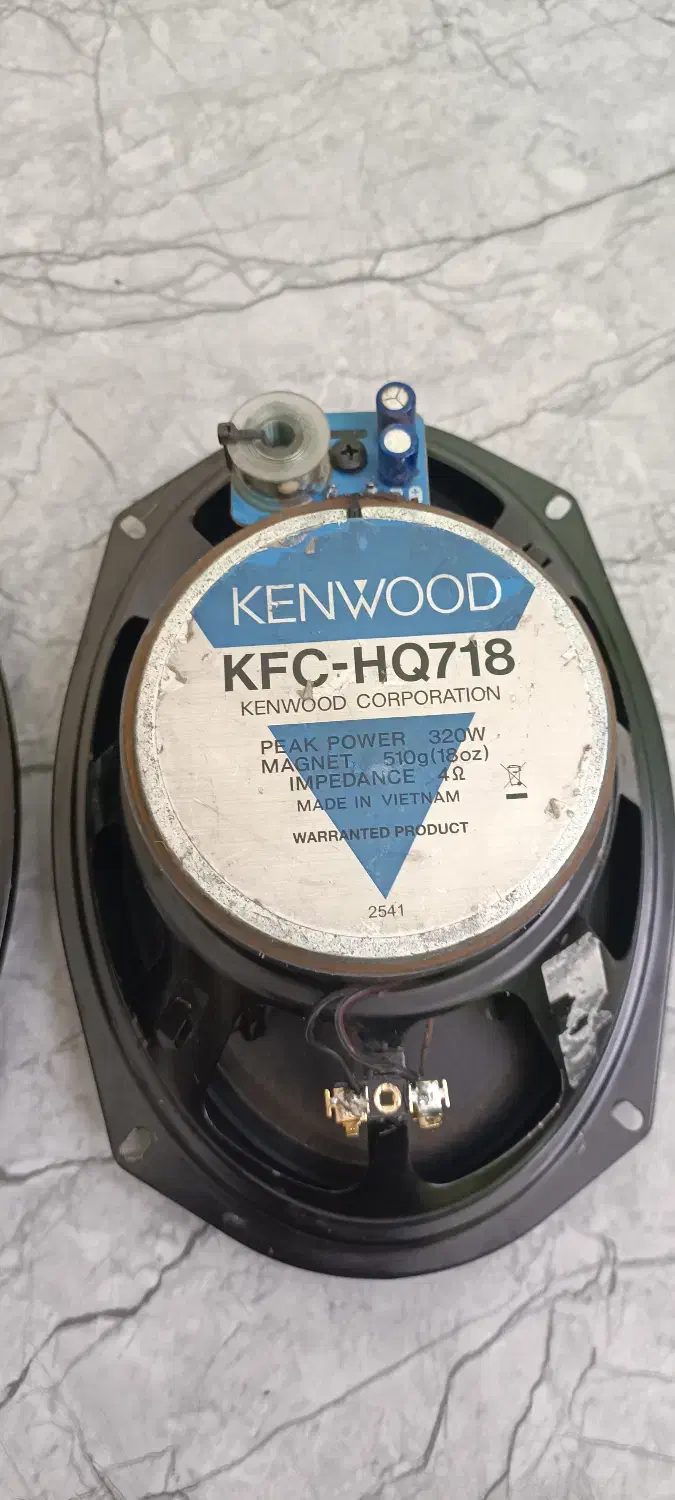 KENWOOD
KFC-HQ718
KENWOOD CORPORATION
PEAK POWER 320W
MAGNET 510g(18oz)
IMPEDANCE 4Ω
MADE IN VIETNAM
WARRANTED PRODUCT
2541